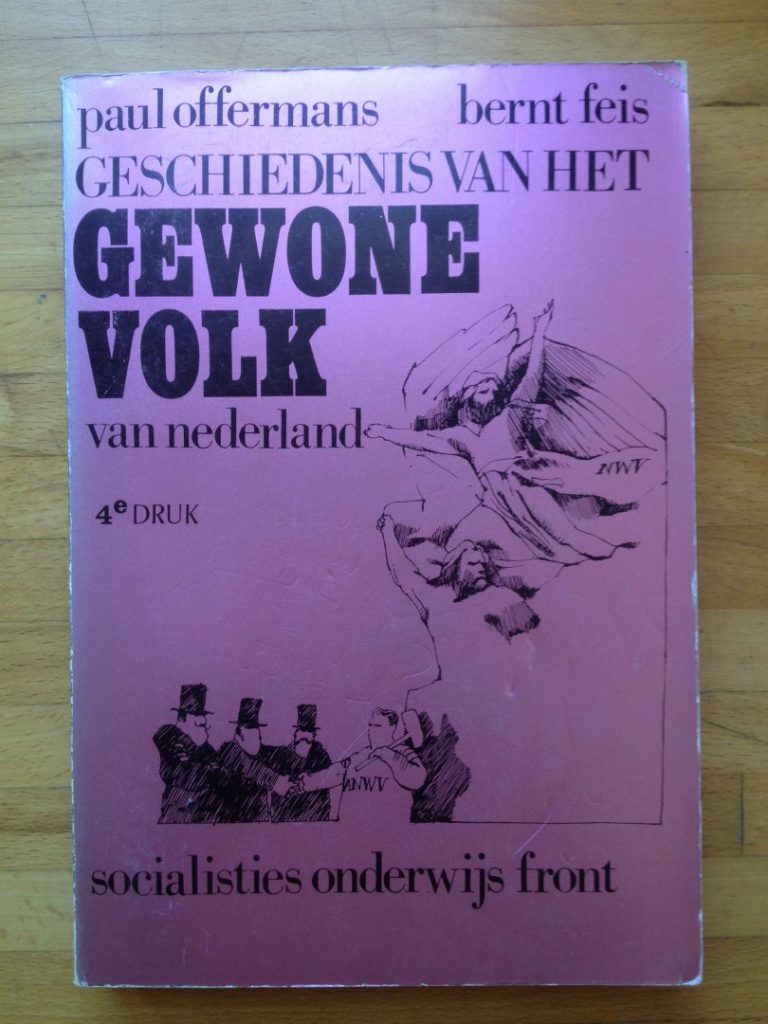 paul offermans bernt feis
GESCHIEDENIS VAN HET
GEWONE
VOLK
van nederland
4e DRUK
NWV
ANWV
socialisties onderwijs front